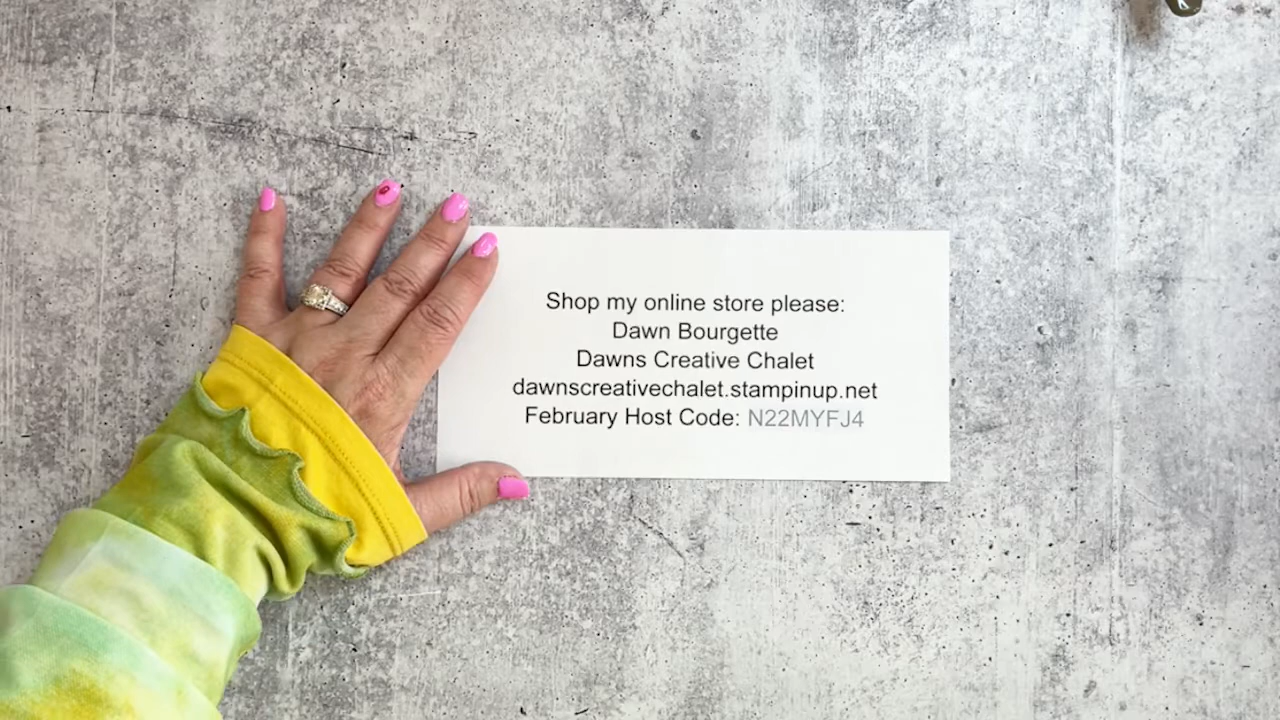 Shop my online store please:
Dawn Bourgette
Dawns Creative Chalet
dawnscreativechalet.stampinup.net
February Host Code: N22MYFJ4